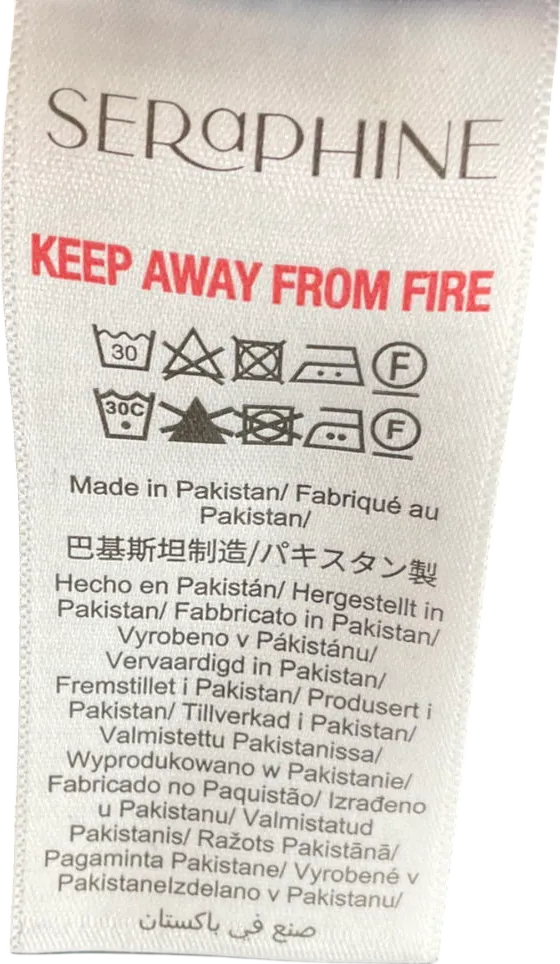 SERaPHINE
KEEP AWAY FROM FIRE
30 F
30C F
Made in Pakistan/ Fabriqué au
Pakistan/
巴基斯坦制造/パキスタン製
Hecho en Pakistán/ Hergestellt in
Pakistan/ Fabbricato in Pakistan/
Vyrobeno v Pákistánu/
Vervaardigd in Pakistan/
Fremstillet i Pakistan/ Produsert i
Pakistan/ Tillverkad i Pakistan/
Valmistettu Pakistanissa/
Wyprodukowano w Pakistanie/
Fabricado no Paquistão/ Izrađeno
u Pakistanu/ Valmistatud
Pakistanis/ Ražots Pakistānā/
Pagaminta Pakistane/ Vyrobené v
PakistaneIzdelano v Pakistanu/
صنع في باكستان